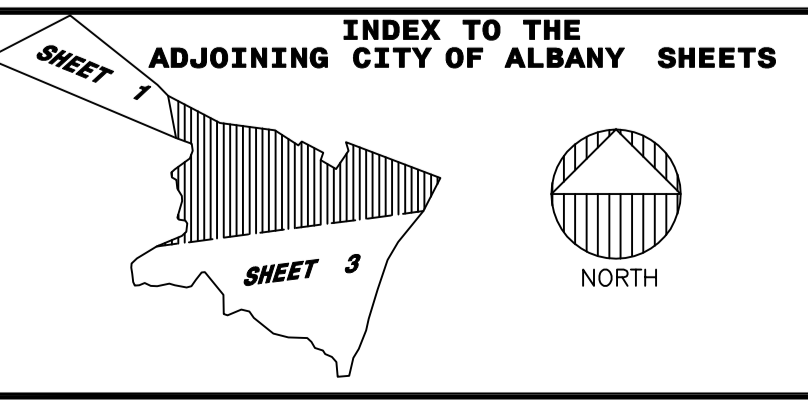 INDEX TO THE
ADJOINING CITY OF ALBANY SHEETS
SHEET 1
SHEET 3
NORTH